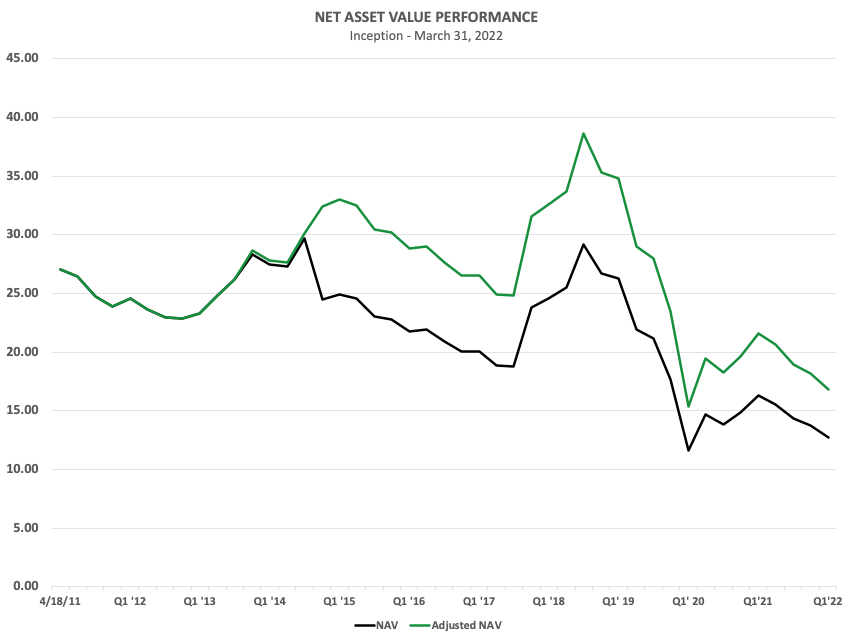 NET ASSET VALUE PERFORMANCE
Inception - March 31, 2022
45.00
40.00
35.00
30.00
25.00
20.00
15.00
10.00
5.00
0.00
4/18/11 Q1 '12 Q1 '13 Q1 '14 Q1 '15 Q1 '16 Q1 '17 Q1 '18 Q1 '19 Q1' 20 Q1'21 Q1'22
NAV Adjusted NAV